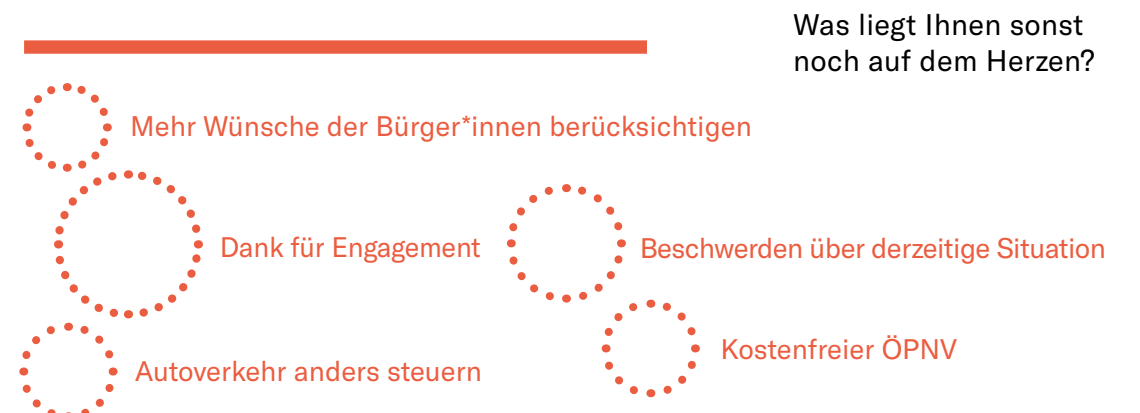 Was liegt Ihnen sonst
noch auf dem Herzen?
Mehr Wünsche der Bürger*innen berücksichtigen
Dank für Engagement
Beschwerden über derzeitige Situation
Kostenfreier ÖPNV
Autoverkehr anders steuern